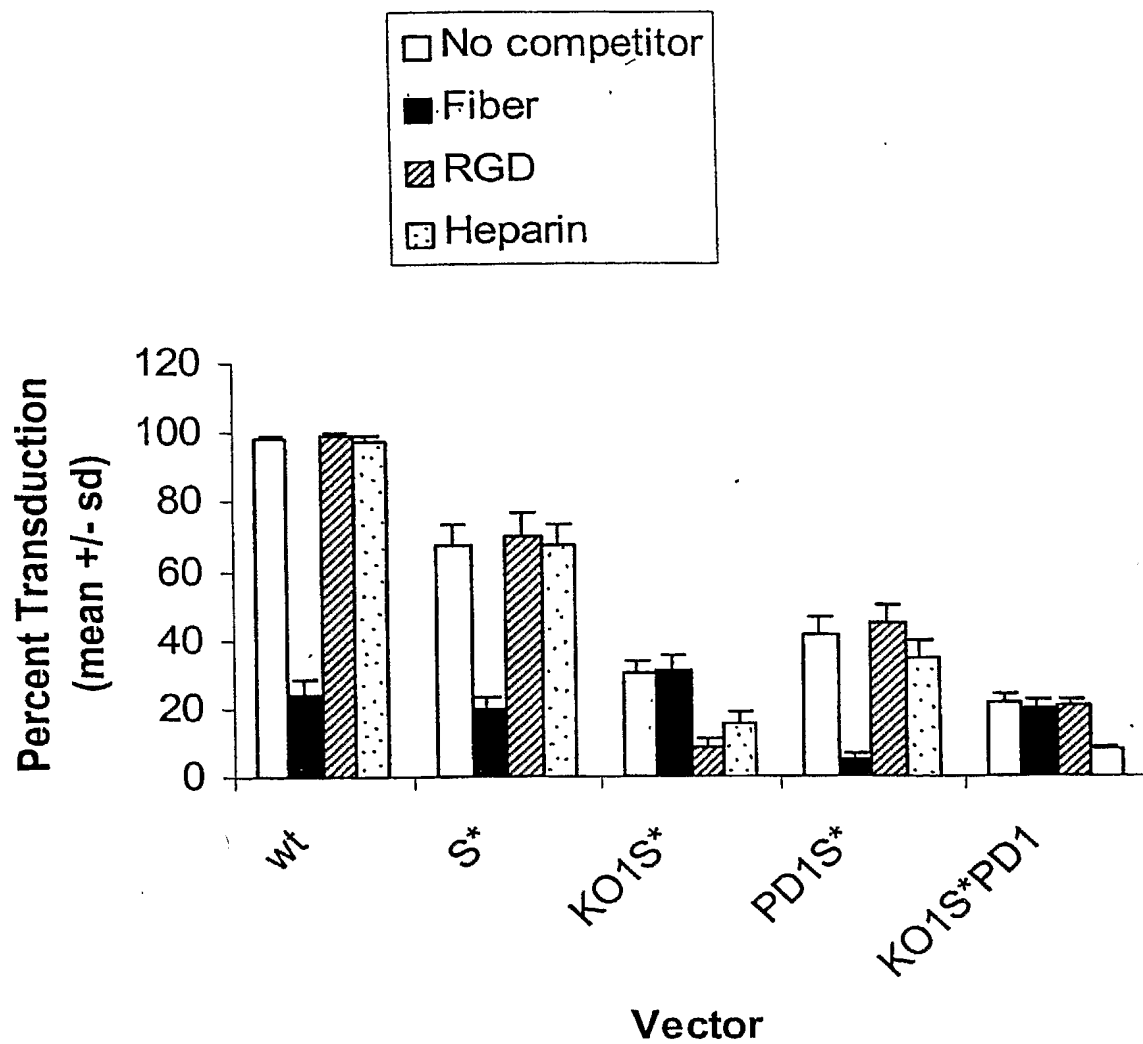 No competitor
Fiber
RGD
Heparin
Percent Transduction
(mean +/- sd)
120
100
80
60
40
20
0
wt
S*
KO1S*
PD1S*
KO1S*PD1
Vector